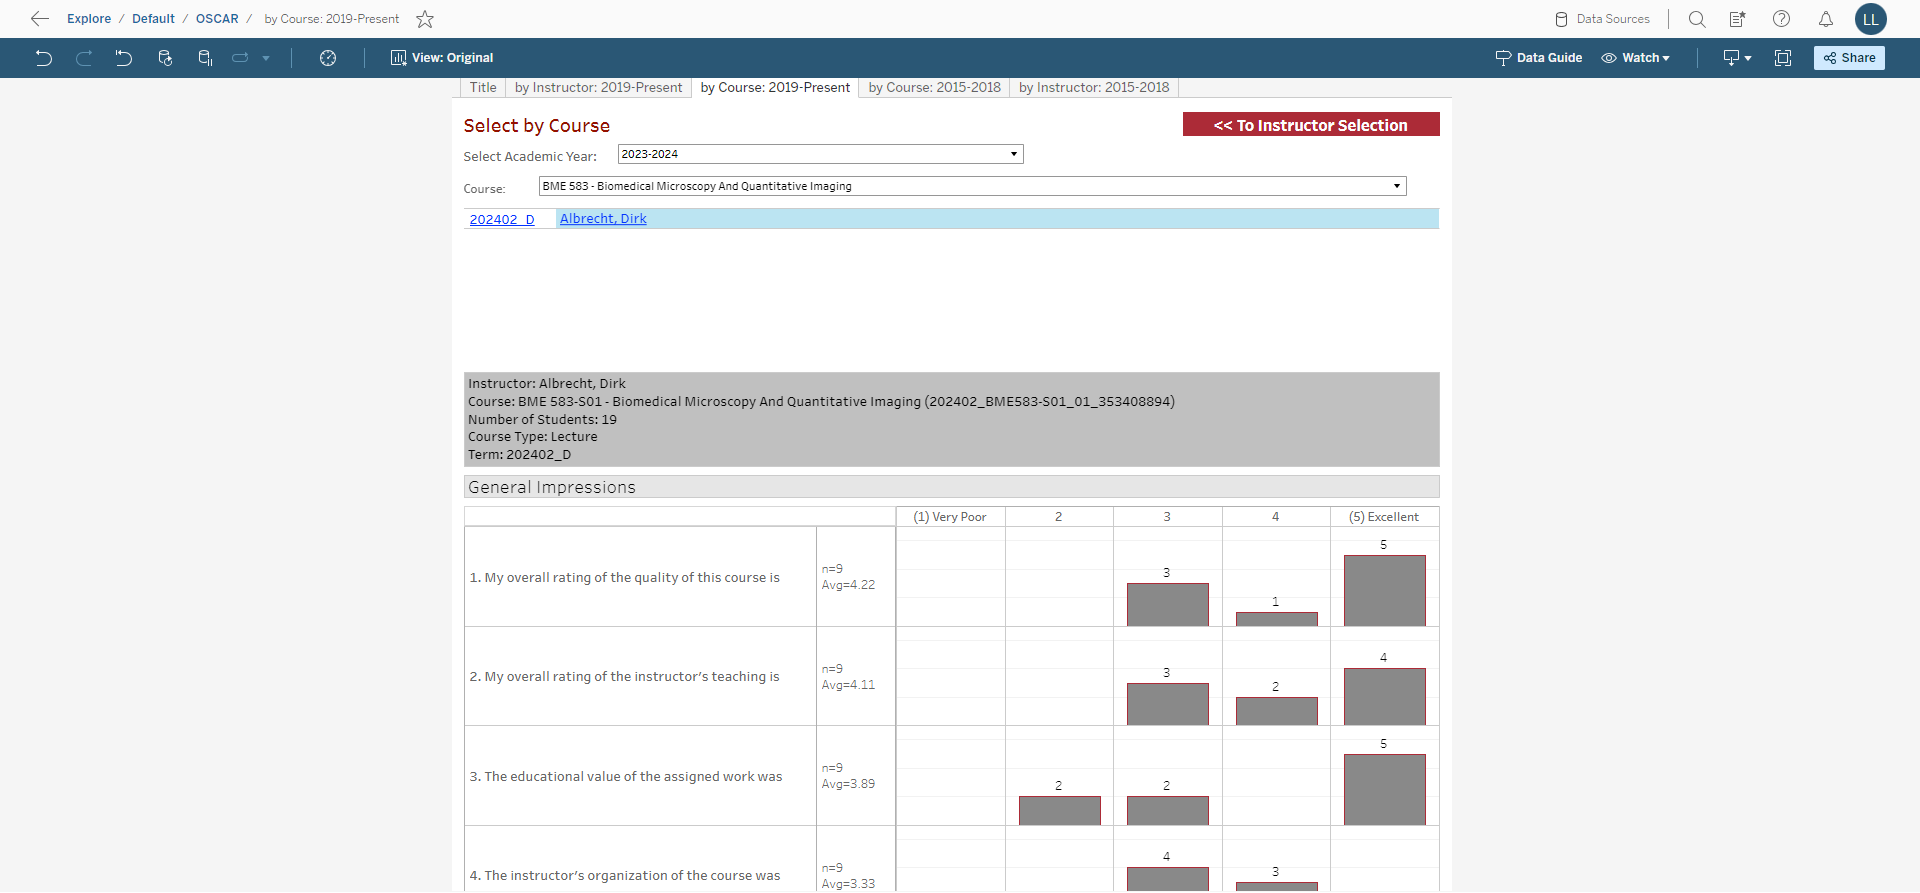 Explore / Default / OSCAR / by Course: 2019-Present
Data Sources
LL
View: Original
Data Guide
Watch
Share
Title
by Instructor: 2019-Present
by Course: 2019-Present
by Course: 2015-2018
by Instructor: 2015-2018
Select by Course
<< To Instructor Selection
Select Academic Year:
2023-2024
Course:
BME 583 - Biomedical Microscopy And Quantitative Imaging
202402_D
Albrecht, Dirk
Instructor: Albrecht, Dirk
Course: BME 583-S01 - Biomedical Microscopy And Quantitative Imaging (202402_BME583-S01_01_353408894)
Number of Students: 19
Course Type: Lecture
Term: 202402_D
General Impressions
(1) Very Poor 2 3 4 (5) Excellent
1. My overall rating of the quality of this course is
n=9
Avg=4.22
3 1 5
2. My overall rating of the instructor's teaching is
n=9
Avg=4.11
3 2 4
3. The educational value of the assigned work was
n=9
Avg=3.89
2 2 5
4. The instructor's organization of the course was
n=9
Avg=3.33
4 3